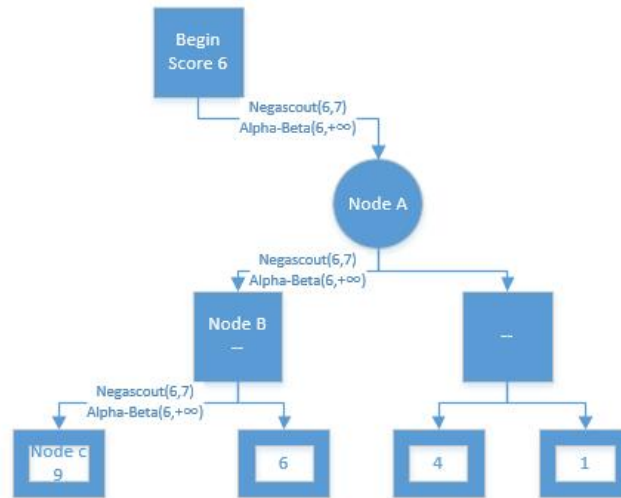 Begin
Score 6
Negascout(6,7)
Alpha-Beta(6,+∞)
Node A
Negascout(6,7)
Alpha-Beta(6,+∞)
Node B
--
--
Negascout(6,7)
Alpha-Beta(6,+∞)
Node c
9
6
4
1